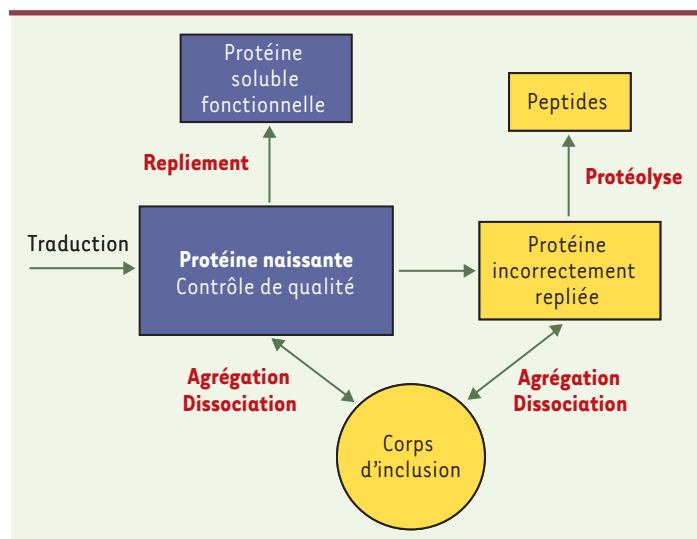 Protéine
soluble
fonctionnelle
Peptides
Repliement
Protéolyse
Traduction
Protéine naissante
Contrôle de qualité
Protéine
incorrectement
repliée
Agrégation
Dissociation
Agrégation
Dissociation
Corps
d'inclusion